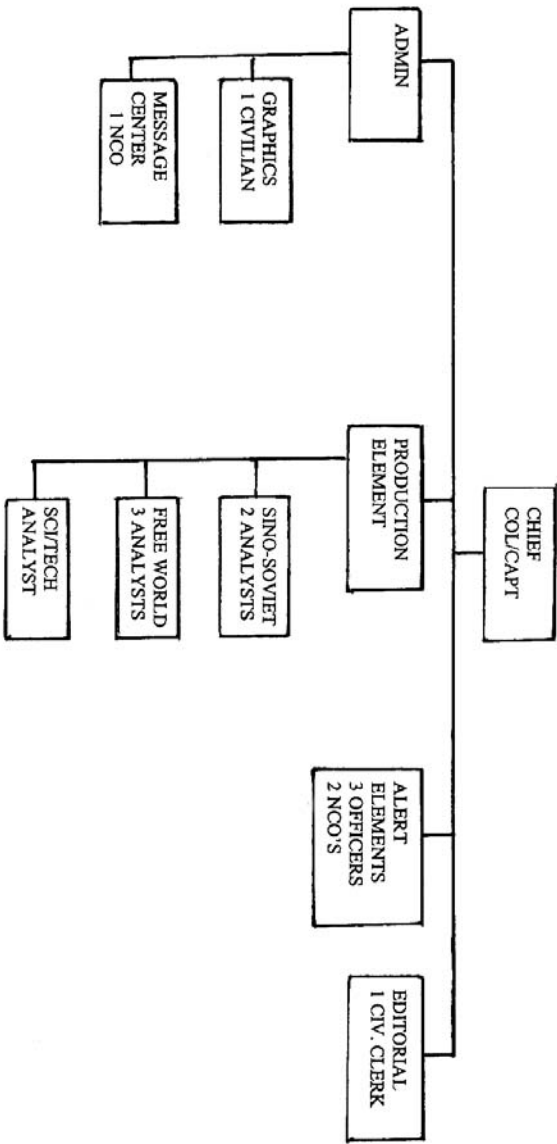 CHIEF
COL/CAPT
ADMIN
GRAPHICS
1 CIVILIAN
MESSAGE
CENTER
1 NCO
PRODUCTION
ELEMENT
SINO-SOVIET
2 ANALYSTS
FREE WORLD
3 ANALYSTS
SCI/TECH
ANALYST
ALERT
ELEMENTS
3 OFFICERS
2 NCO'S
EDITORIAL
1 CIV. CLERK